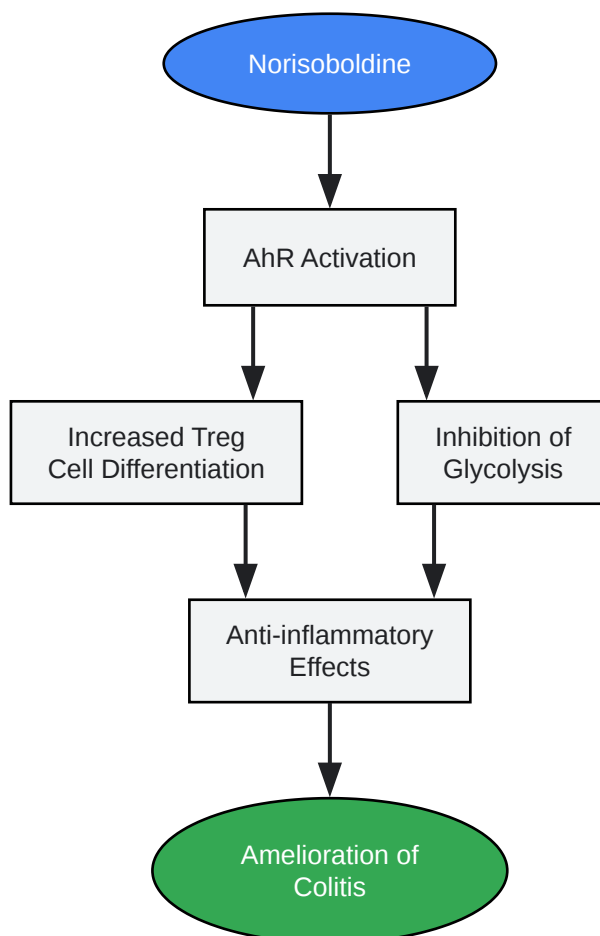 Norisoboldine
AhR Activation
Increased Treg
Cell Differentiation
Inhibition of
Glycolysis
Anti-inflammatory
Effects
Amelioration of
Colitis